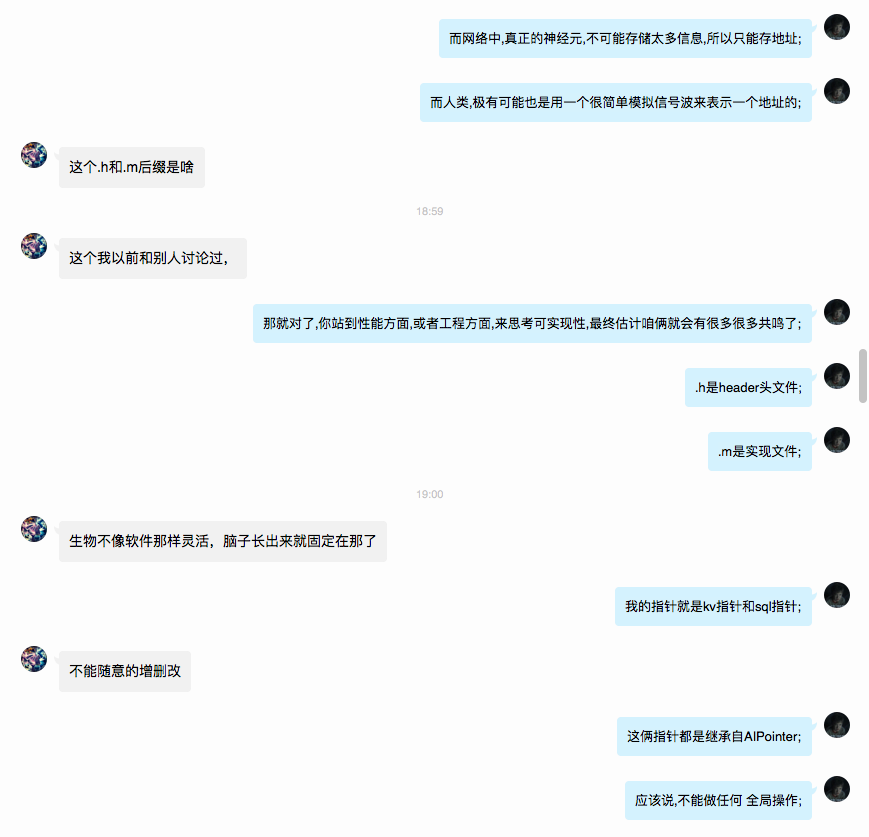 而网络中,真正的神经元,不可能存储太多信息,所以只能存地址;
而人类,极有可能也是用一个很简单模拟信号波来表示一个地址的;
这个.h和.m后缀是啥
18:59
这个我以前和别人讨论过，
那就对了,你站到性能方面,或者工程方面,来思考可实现性,最终估计咱俩就会有很多很多共鸣了;
.h是header头文件;
.m是实现文件;
19:00
生物不像软件那样灵活，脑子长出来就固定在那了
我的指针就是kv指针和sql指针;
不能随意的增删改
这俩指针都是继承自AIPointer;
应该说,不能做任何 全局操作;